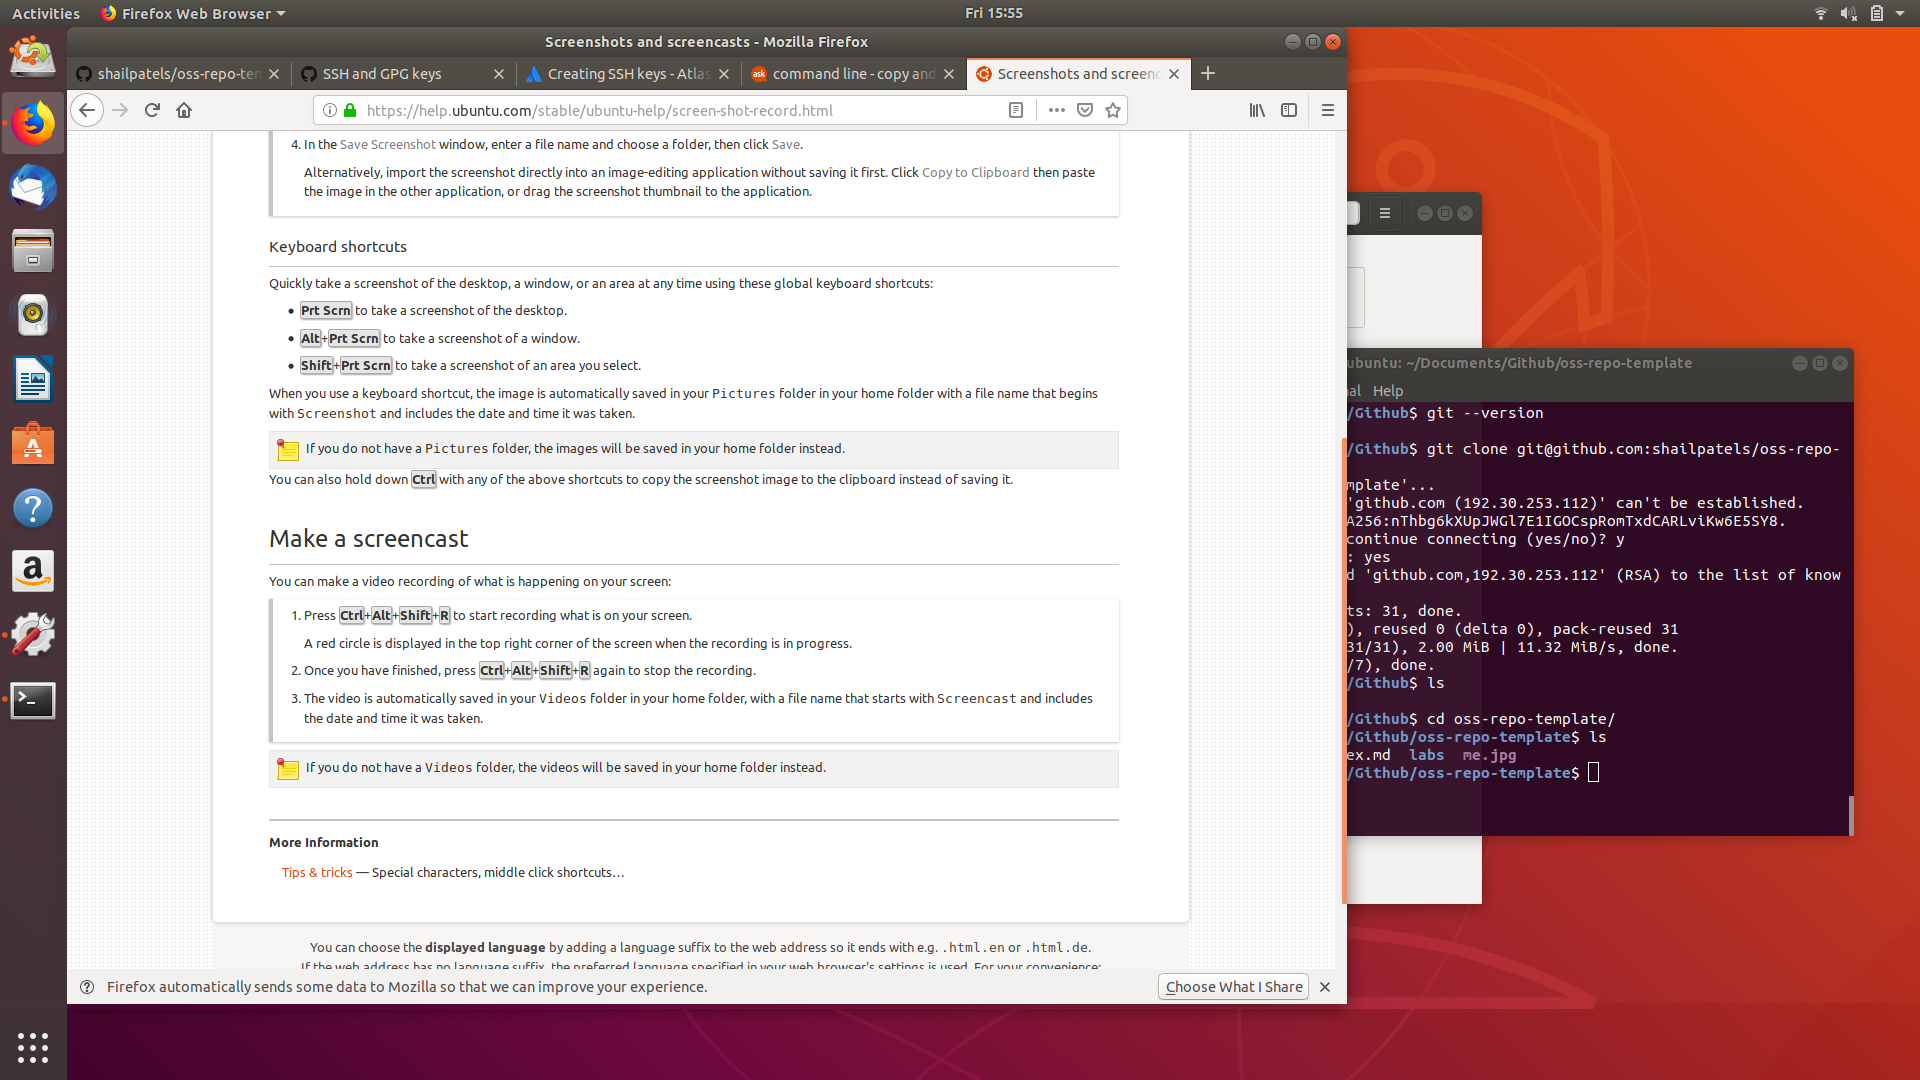 Activities
Firefox Web Browser
Fri 15:55
Screenshots and screencasts - Mozilla Firefox
shailpatels/oss-repo-tem
SSH and GPG keys
Creating SSH keys - Atlas
command line - copy and
Screenshots and screenc
https://help.ubuntu.com/stable/ubuntu-help/screen-shot-record.html
4. In the Save Screenshot window, enter a file name and choose a folder, then click Save.
Alternatively, import the screenshot directly into an image-editing application without saving it first. Click Copy to Clipboard then paste
the image in the other application, or drag the screenshot thumbnail to the application.
Keyboard shortcuts
Quickly take a screenshot of the desktop, a window, or an area at any time using these global keyboard shortcuts:
• Prt Scrn to take a screenshot of the desktop.
• Alt+Prt Scrn to take a screenshot of a window.
• Shift+Prt Scrn to take a screenshot of an area you select.
When you use a keyboard shortcut, the image is automatically saved in your Pictures folder in your home folder with a file name that begins
with Screenshot and includes the date and time it was taken.
If you do not have a Pictures folder, the images will be saved in your home folder instead.
You can also hold down Ctrl with any of the above shortcuts to copy the screenshot image to the clipboard instead of saving it.
Make a screencast
You can make a video recording of what is happening on your screen:
1. Press Ctrl+Alt+Shift+R to start recording what is on your screen.
A red circle is displayed in the top right corner of the screen when the recording is in progress.
2. Once you have finished, press Ctrl+Alt+Shift+R again to stop the recording.
3. The video is automatically saved in your Videos folder in your home folder, with a file name that starts with Screencast and includes
the date and time it was taken.
If you do not have a Videos folder, the videos will be saved in your home folder instead.
More Information
Tips & tricks — Special characters, middle click shortcuts…
You can choose the displayed language by adding a language suffix to the web address so it ends with e.g. .html.en or .html.de.
If the web address has no language suffix, the preferred language specified in your web browser's settings is used. For your convenience:
Firefox automatically sends some data to Mozilla so that we can improve your experience.
Choose What I Share
ubuntu: ~/Documents/Github/oss-repo-template
nal Help
/Github$ git --version
/Github$ git clone git@github.com:shailpatels/oss-repo-
mplate'...
'github.com (192.30.253.112)' can't be established.
A256:nThbg6kXUpJWGl7E1IGOCspRomTxdCARLviKw6E5SY8.
continue connecting (yes/no)? y
: yes
d 'github.com,192.30.253.112' (RSA) to the list of know
ts: 31, done.
), reused 0 (delta 0), pack-reused 31
31/31), 2.00 MiB | 11.32 MiB/s, done.
/7), done.
/Github$ ls
/Github$ cd oss-repo-template/
/Github/oss-repo-template$ ls
ex.md labs me.jpg
/Github/oss-repo-template$